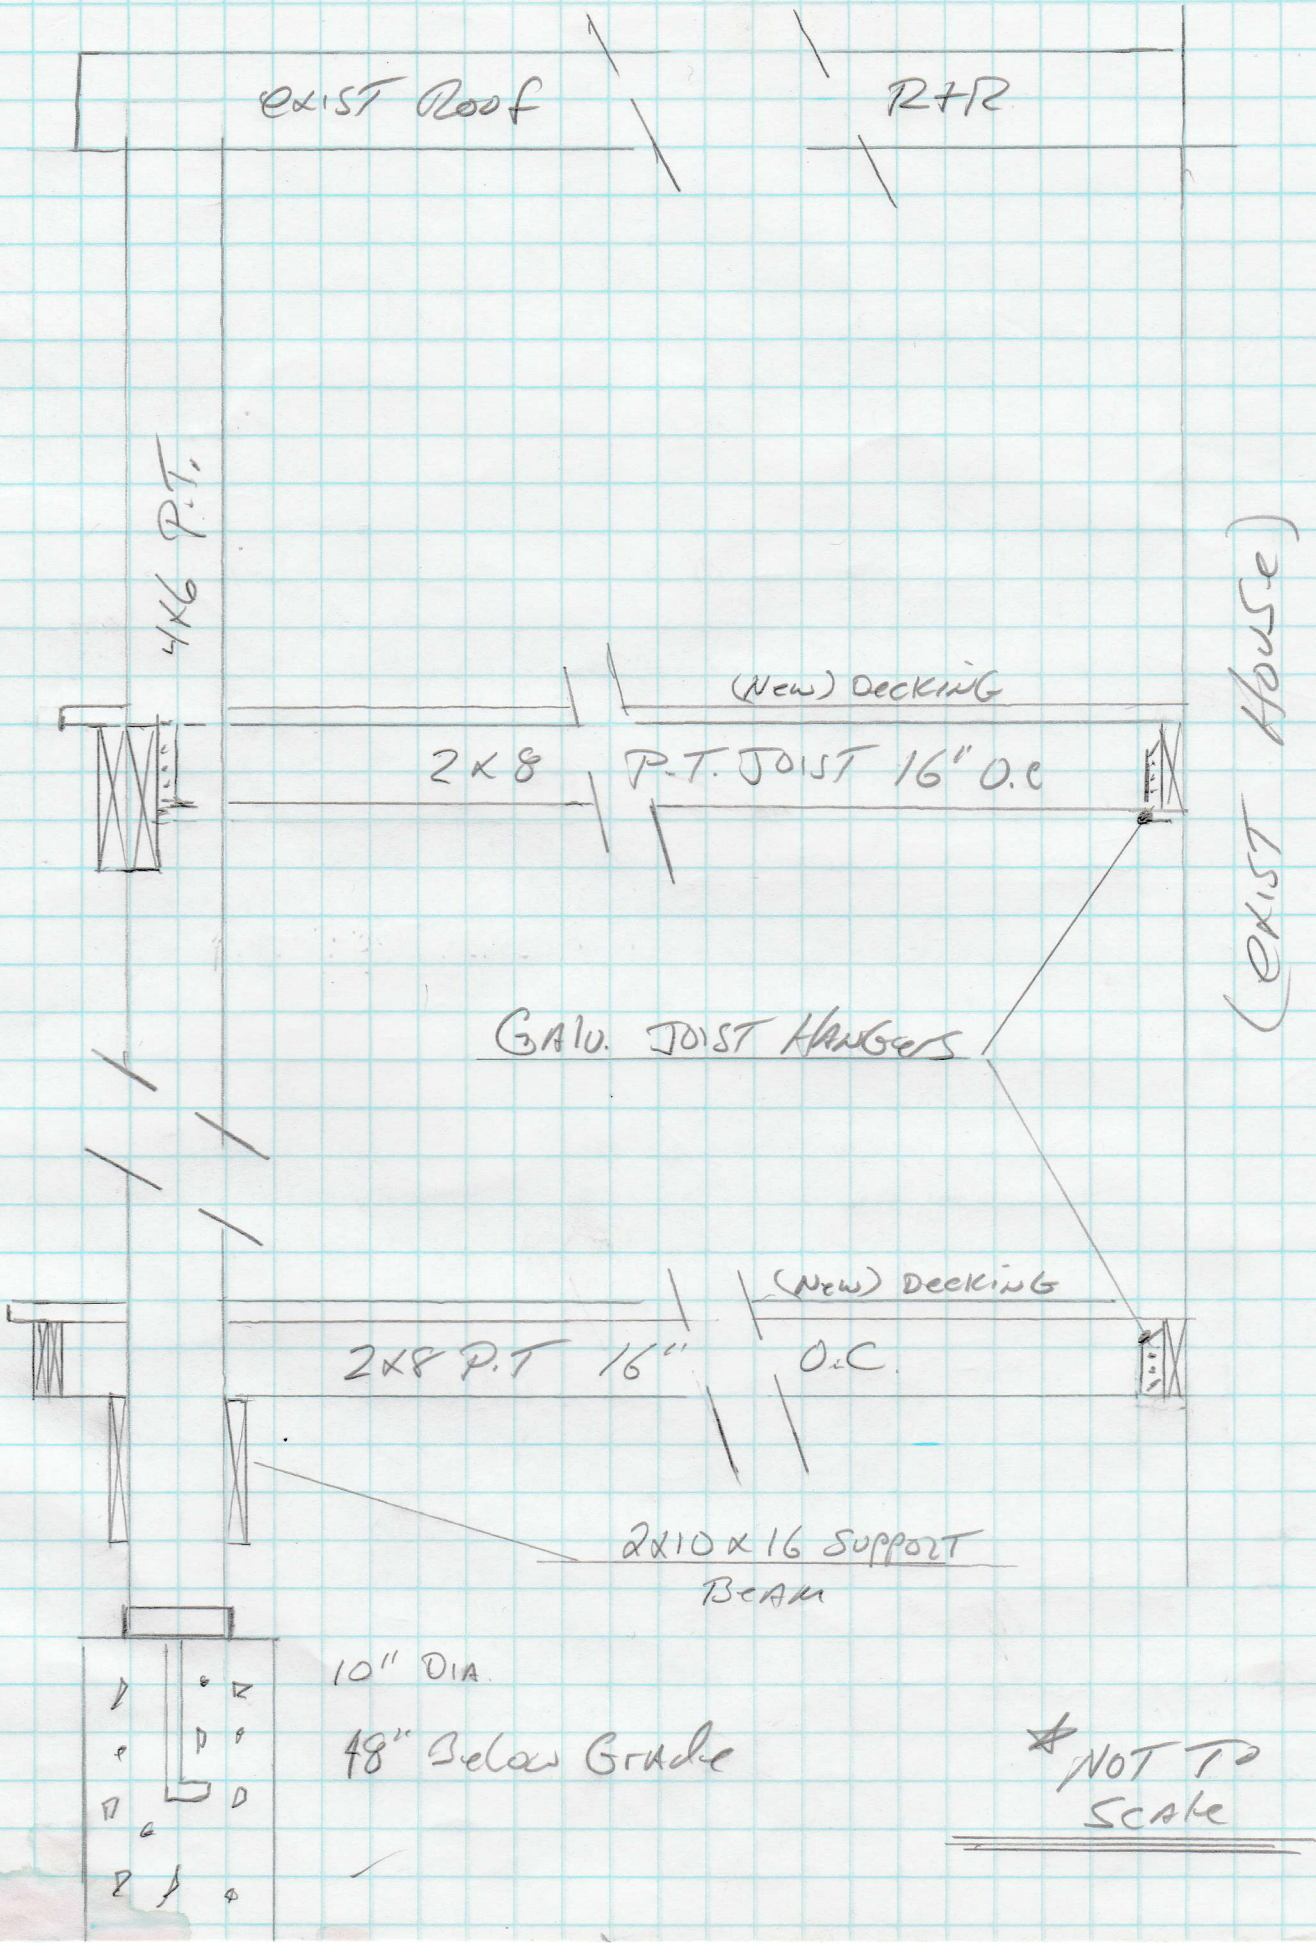 exist Roof
RFR
4x6 P.T.
(New) Decking
2x8 P.T. JOIST 16" O.C
(exist House)
GALV. JOIST HANGers
(New) Decking
2x8 P.T 16" O.C.
2x10 x 16 Support
Beam
10" DIA.
48" Below Grade
* NOT TO
Scale